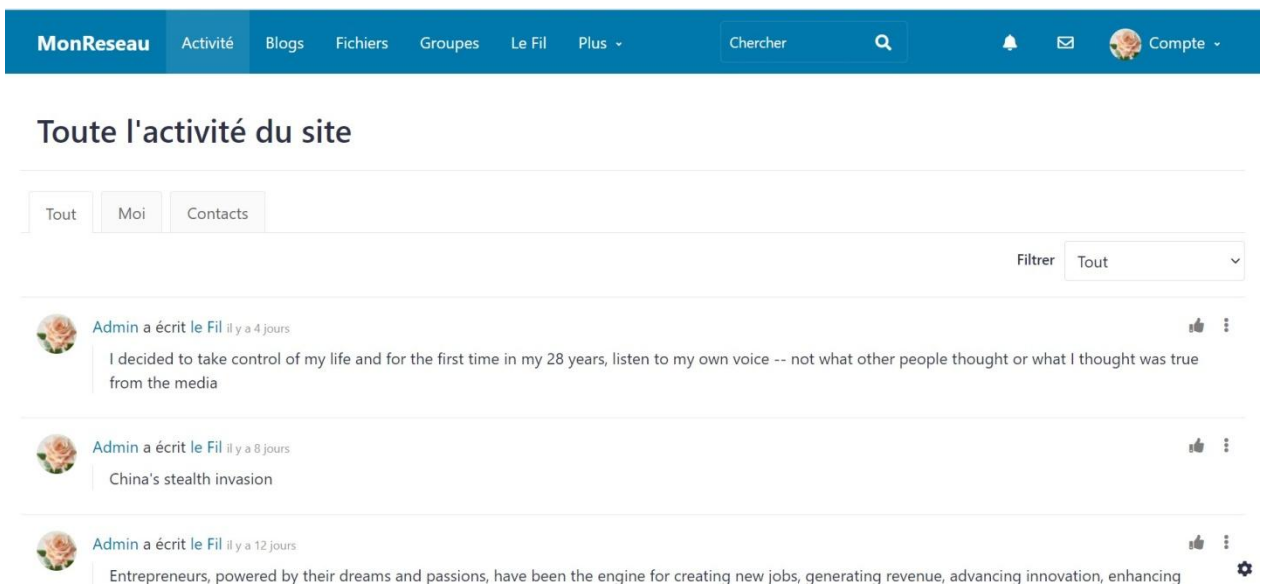 MonReseau Activité Blogs Fichiers Groupes Le Fil Plus Chercher Compte
Toute l'activité du site
Tout Moi Contacts
Filtrer Tout
Admin a écrit le Fil il y a 4 jours
I decided to take control of my life and for the first time in my 28 years, listen to my own voice -- not what other people thought or what I thought was true
from the media
Admin a écrit le Fil il y a 8 jours
China's stealth invasion
Admin a écrit le Fil il y a 12 jours
Entrepreneurs, powered by their dreams and passions, have been the engine for creating new jobs, generating revenue, advancing innovation, enhancing